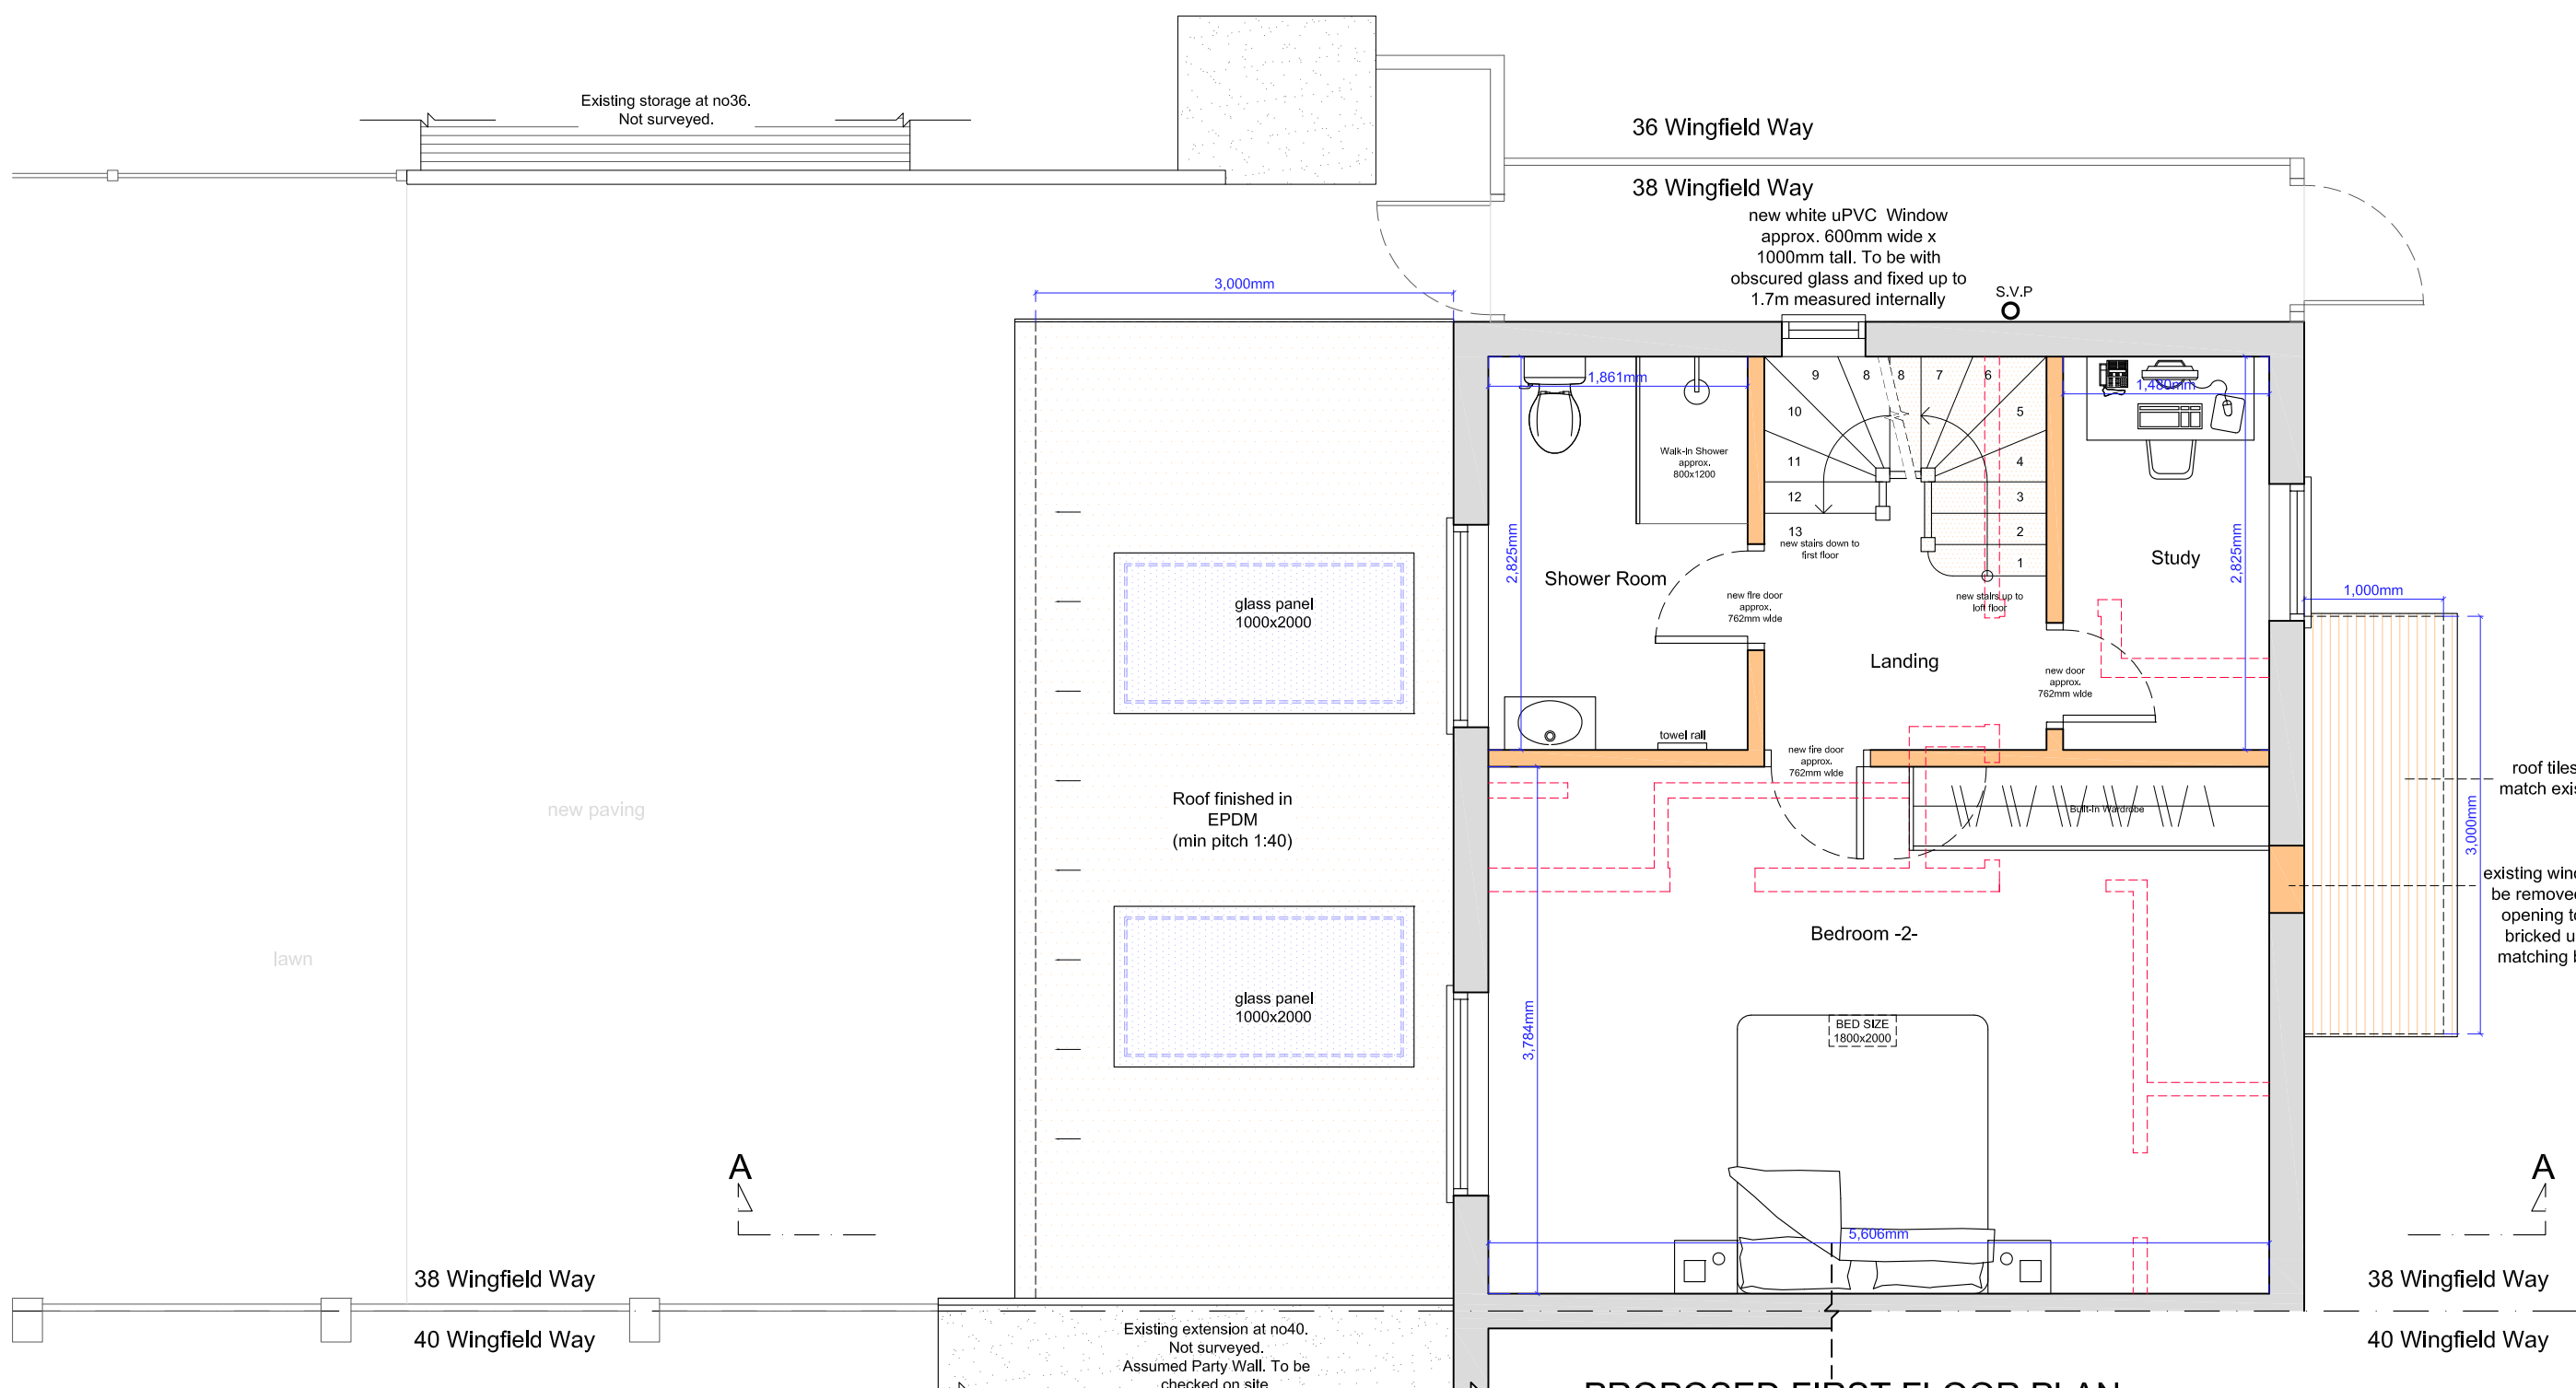 Existing storage at no36.
Not surveyed.
36 Wingfield Way
38 Wingfield Way
new white uPVC Window
approx. 600mm wide x
1000mm tall. To be with
obscured glass and fixed up to
1.7m measured internally
S.V.P
3,000mm
1,861mm
9
8
8
7
6
1,480mm
10
5
Walk-In Shower
approx.
800x1200
11
4
12
3
13
2
new stairs down to
first floor
1
2,825mm
Shower Room
Study
2,825mm
new fire door
approx.
762mm wide
new stairs up to
loft floor
1,000mm
glass panel
1000x2000
Landing
new door
approx.
762mm wide
towel rail
new fire door
approx.
762mm wide
roof tiles
match
Built-In Wardrobe
new paving
Roof finished in
EPDM
(min pitch 1:40)
3,000mm
existing
be removed
opening
bricked
matching
Bedroom -2-
lawn
glass panel
1000x2000
3,784mm
BED SIZE
1800x2000
A
A
5,606mm
38 Wingfield Way
38 Wingfield Way
40 Wingfield Way
40 Wingfield Way
Existing extension at no40.
Not surveyed.
Assumed Party Wall. To be
checked on site
PROPOSED FIRST FLOOR PLAN